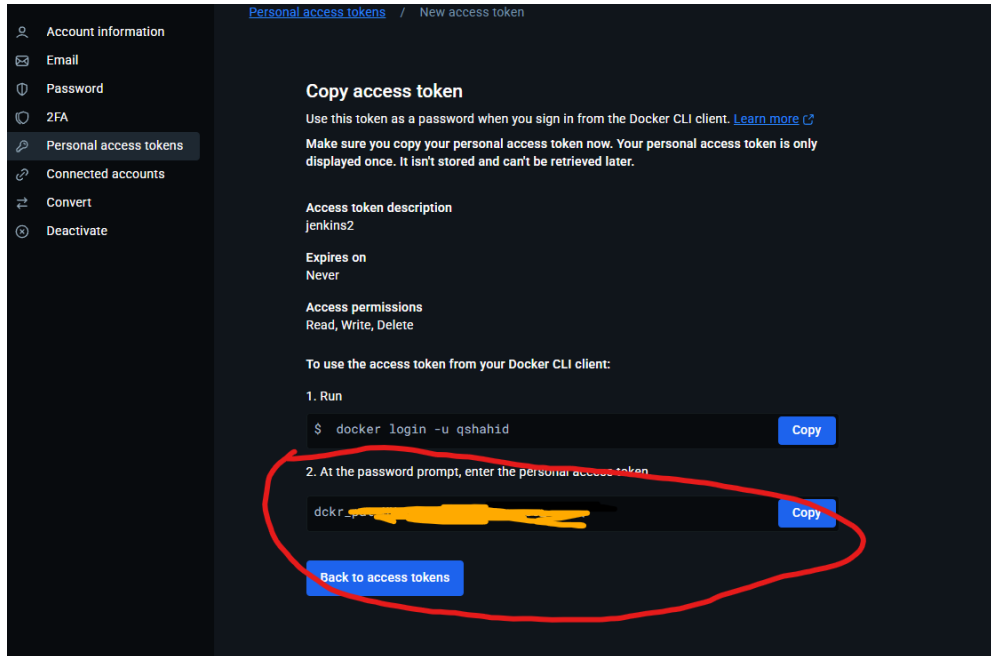 Personal access tokens / New access token
Account information
Email
Password
2FA
Personal access tokens
Connected accounts
Convert
Deactivate
Copy access token
Use this token as a password when you sign in from the Docker CLI client. Learn more
Make sure you copy your personal access token now. Your personal access token is only
displayed once. It isn't stored and can't be retrieved later.
Access token description
jenkins2
Expires on
Never
Access permissions
Read, Write, Delete
To use the access token from your Docker CLI client:
1. Run
$ docker login -u qshahid
Copy
2. At the password prompt, enter the personal access token
dckr_
Copy
Back to access tokens